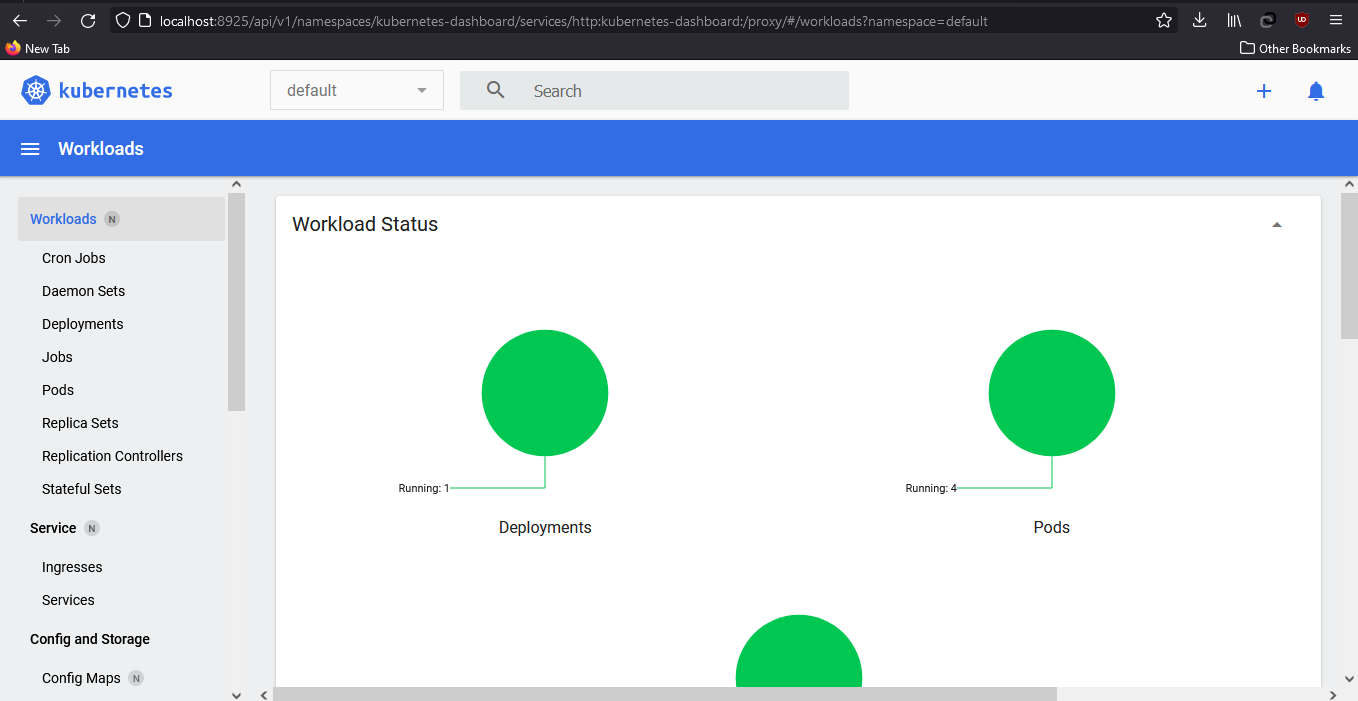 localhost:8925/api/v1/namespaces/kubernetes-dashboard/services/http:kubernetes-dashboard:/proxy/#/workloads?namespace=default
New Tab
Other Bookmarks
kubernetes
default
Search
Workloads
Workloads N
Cron Jobs
Daemon Sets
Deployments
Jobs
Pods
Replica Sets
Replication Controllers
Stateful Sets
Service N
Ingresses
Services
Config and Storage
Config Maps N
Workload Status
Running: 1
Deployments
Running: 4
Pods